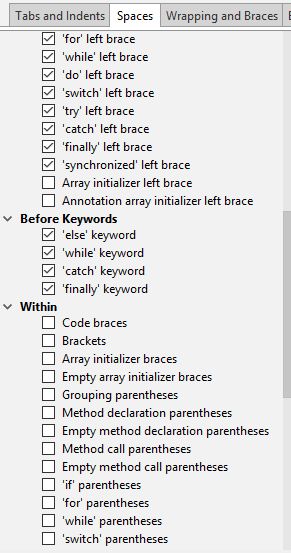 Tabs and Indents Spaces Wrapping and Braces
'for' left brace
'while' left brace
'do' left brace
'switch' left brace
'try' left brace
'catch' left brace
'finally' left brace
'synchronized' left brace
Array initializer left brace
Annotation array initializer left brace
Before Keywords
'else' keyword
'while' keyword
'catch' keyword
'finally' keyword
Within
Code braces
Brackets
Array initializer braces
Empty array initializer braces
Grouping parentheses
Method declaration parentheses
Empty method declaration parentheses
Method call parentheses
Empty method call parentheses
'if' parentheses
'for' parentheses
'while' parentheses
'switch' parentheses